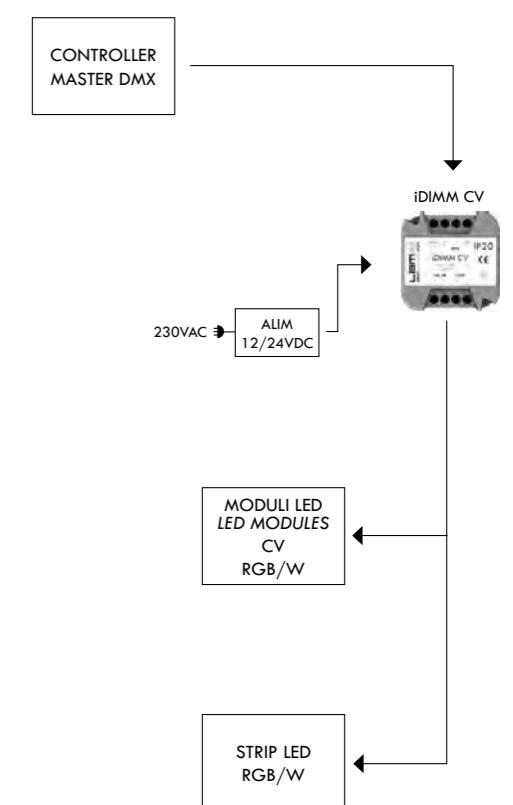 CONTROLLER
MASTER DMX
iDIMM CV
IP20
iDIMM CV
CE
230VAC
ALIM
12/24VDC
MODULI LED
LED MODULES
CV
RGB/W
STRIP LED
RGB/W